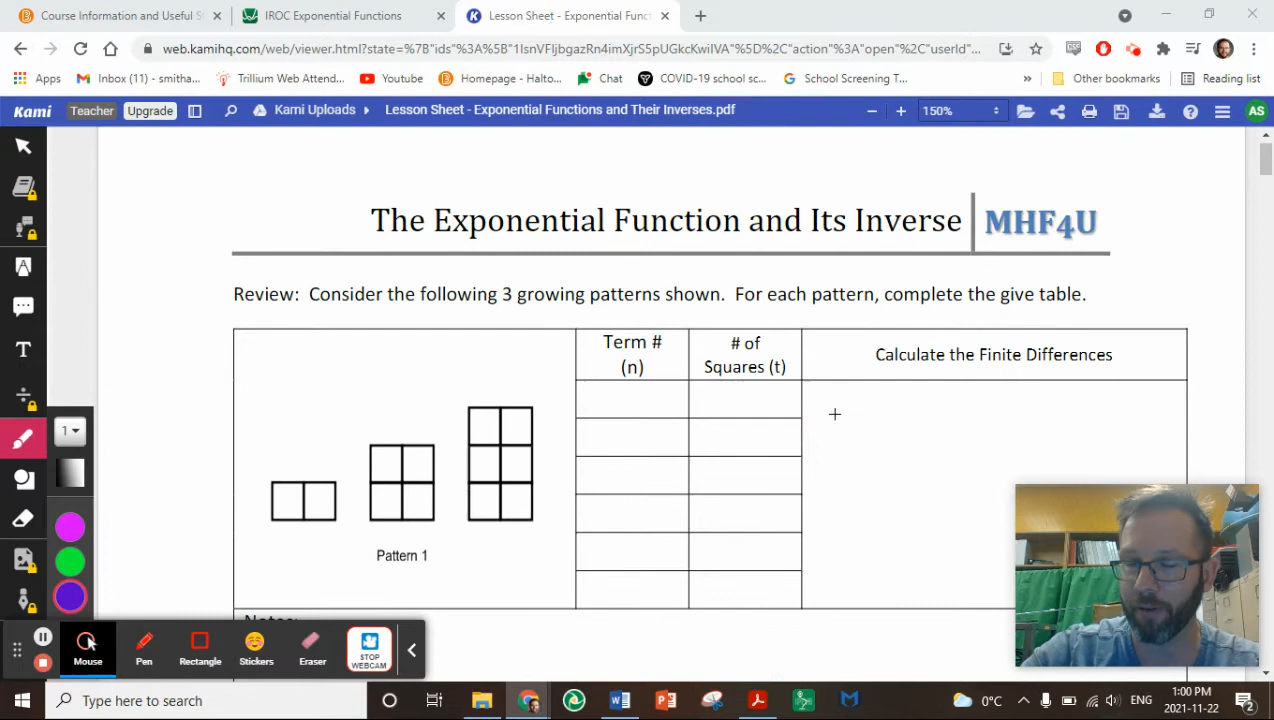 Course Information and Useful S
IROC Exponential Functions
Lesson Sheet - Exponential Funct
web.kamihq.com/web/viewer.html?state=%7B"ids"%3A%5B"1IsnVFIjbgazRn4imXjrS5pUGkcKwiIVA"%5D%2C"action"%3A"open"%2C"userId"...
Apps
Inbox (11) - smitha...
Trillium Web Attend...
Youtube
Homepage - Halto...
Chat
COVID-19 school sc...
School Screening T...
»
Other bookmarks
Reading list
Kami
Teacher
Upgrade
Kami Uploads
Lesson Sheet - Exponential Functions and Their Inverses.pdf
150%
AS
The Exponential Function and Its Inverse
MHF4U
Review: Consider the following 3 growing patterns shown. For each pattern, complete the give table.
Term #
(n)
# of
Squares (t)
Calculate the Finite Differences
Pattern 1
Notes:
1
T
Mouse
Pen
Rectangle
Stickers
Eraser
STOP
WEBCAM
Type here to search
0°C
ENG
1:00 PM
2021-11-22
2